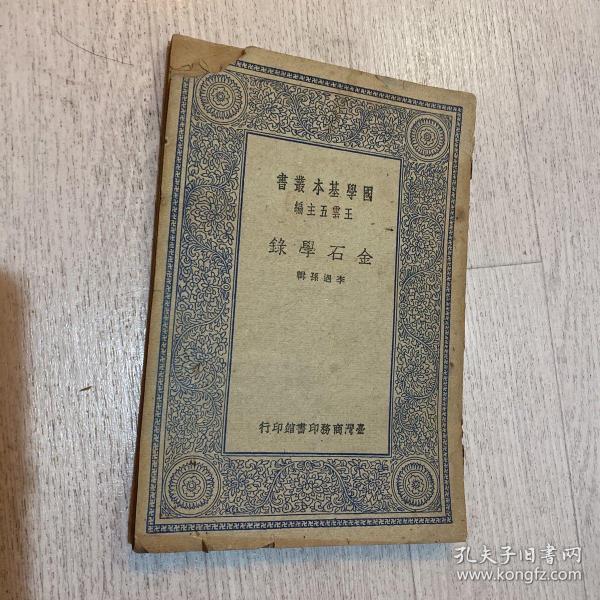 國學基本叢書
王雲五主編
金石學錄
李遇孫輯
臺灣商務印書館印行
孔夫子旧书网
www.kongfz.com